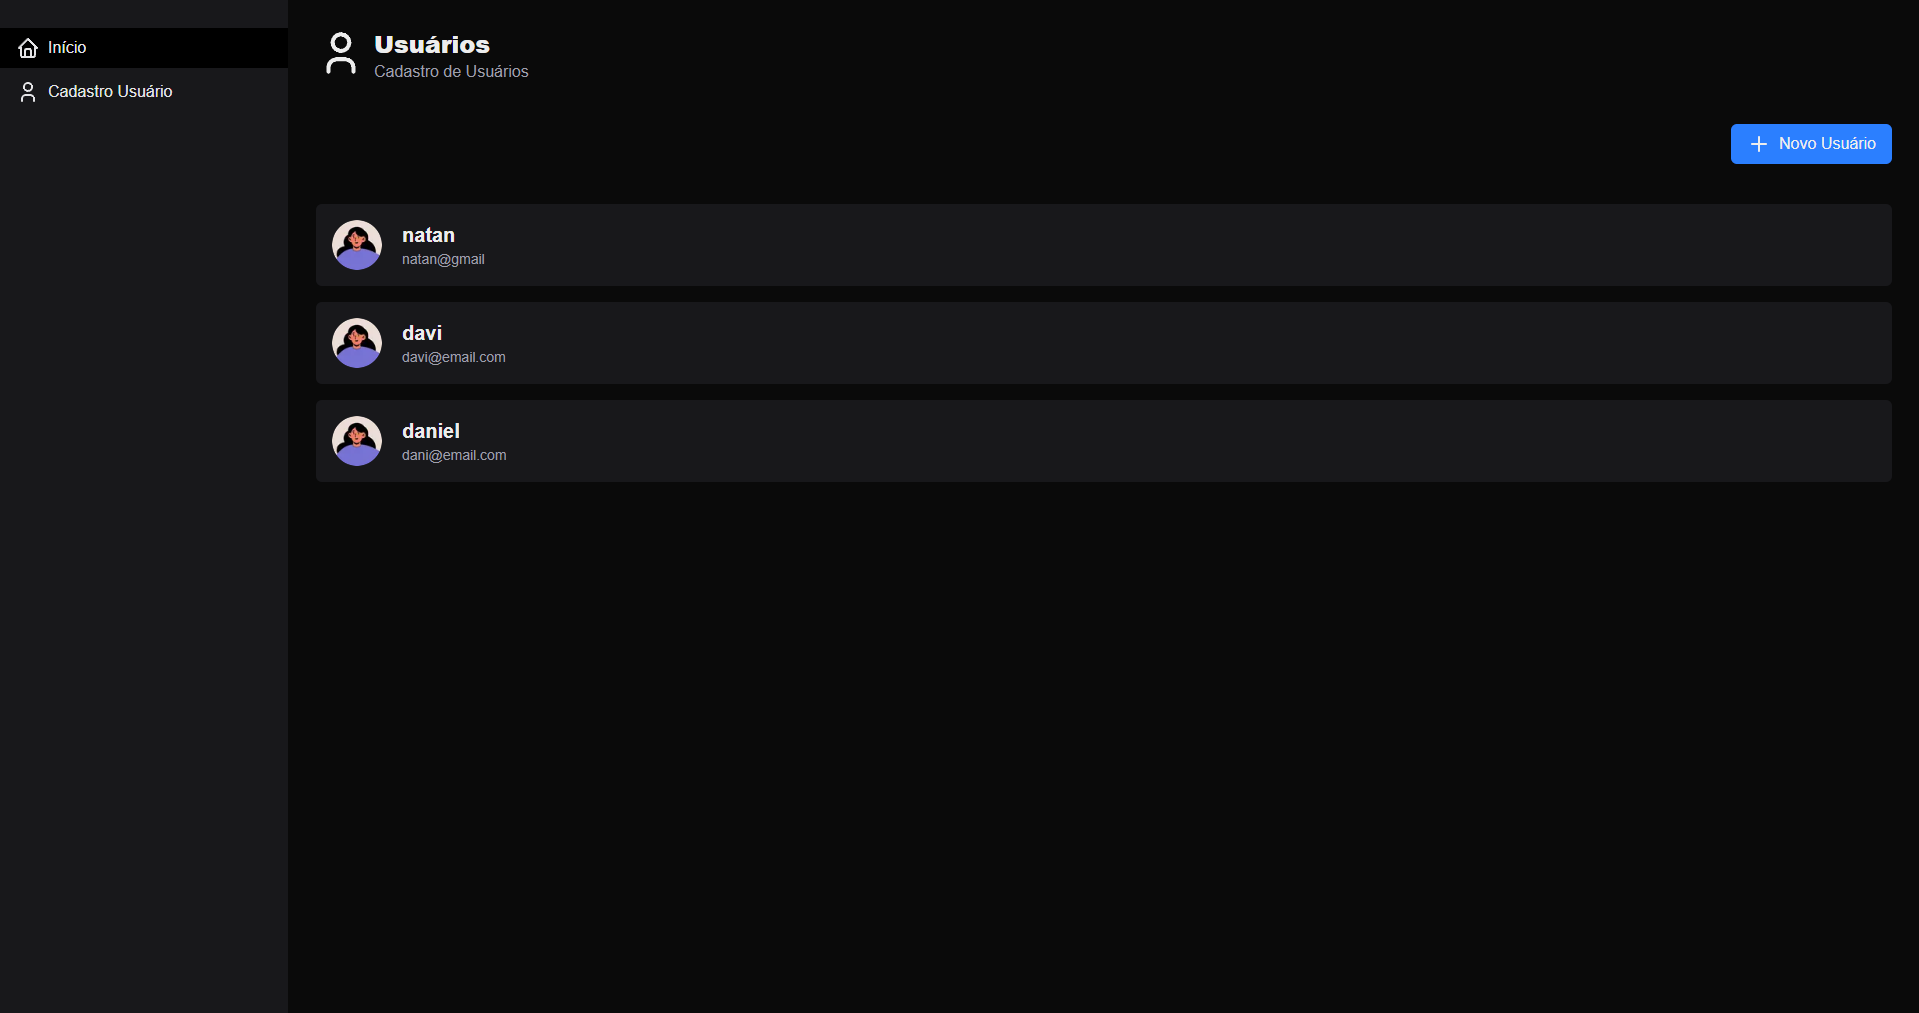 Início
Cadastro Usuário
Usuários
Cadastro de Usuários
Novo Usuário
natan
natan@gmail
davi
davi@email.com
daniel
dani@email.com